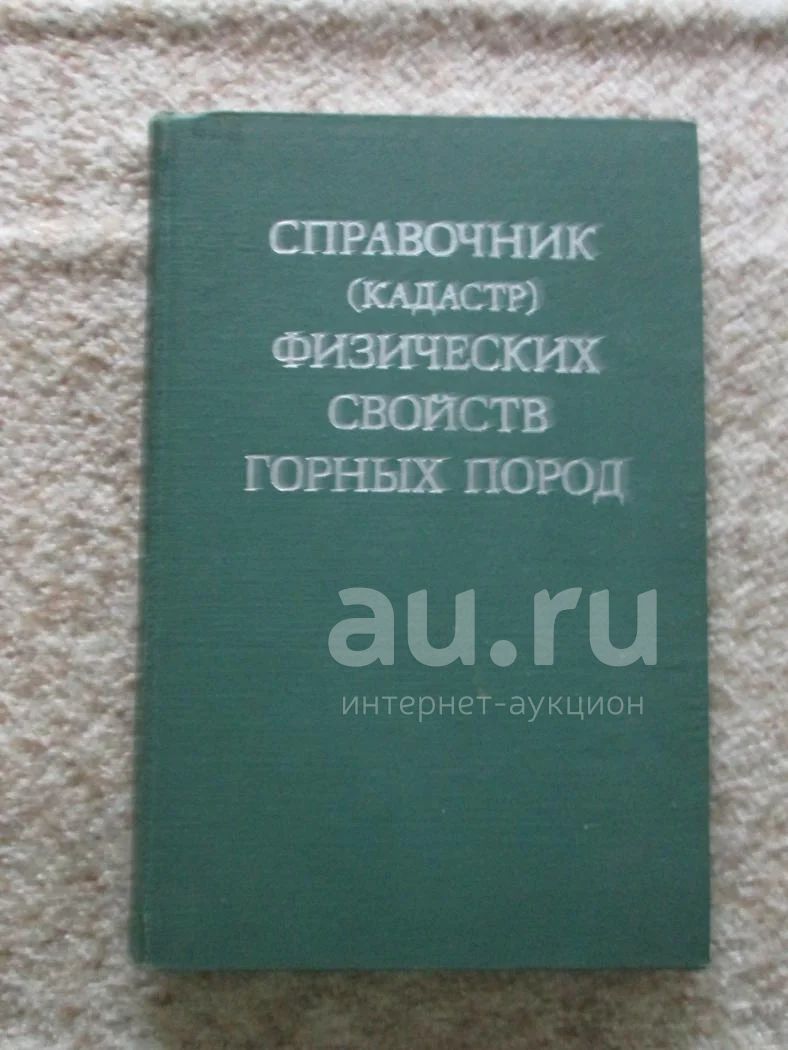 СПРАВОЧНИК
(КАДАСТР)
ФИЗИЧЕСКИХ
СВОЙСТВ
ГОРНЫХ ПОРОД
au.ru
интернет-аукцион